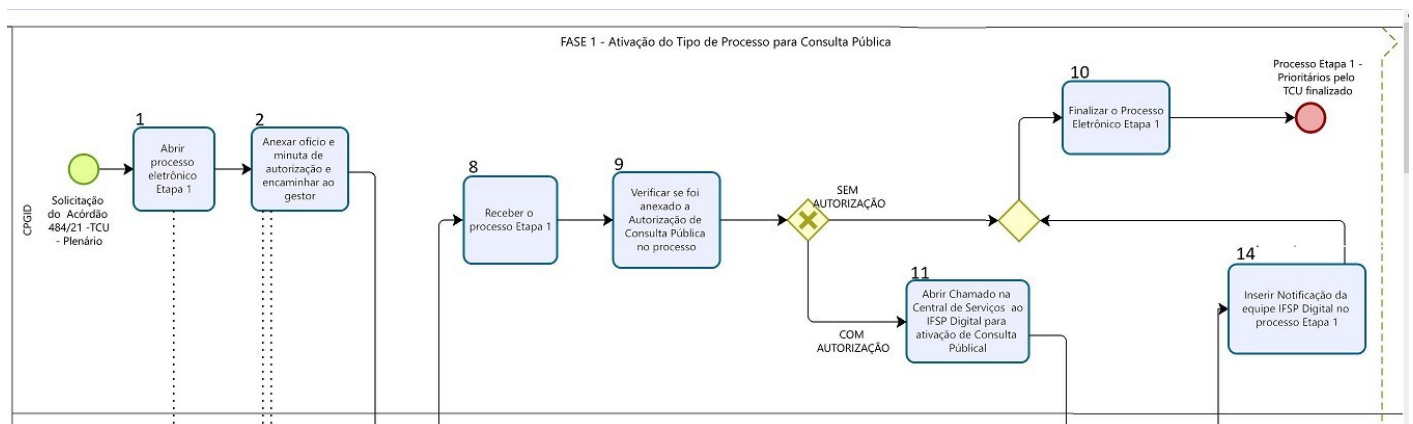 FASE 1 - Ativação do Tipo de Processo para Consulta Pública
CPGID
Solicitação
do Acórdão
484/21 -TCU
- Plenário
1
Abrir
processo
eletrônico
Etapa 1
2
Anexar ofício e
minuta de
autorização e
encaminhar ao
gestor
8
Receber o
processo Etapa 1
9
Verificar se foi
anexado a
Autorização de
Consulta Pública
no processo
SEM
AUTORIZAÇÃO
COM
AUTORIZAÇÃO
10
Finalizar o Processo
Eletrônico Etapa 1
Processo Etapa 1 -
Prioritários pelo
TCU finalizado
11
Abrir Chamado na
Central de Serviços ao
IFSP Digital para
ativação de Consulta
Públical
14
Inserir Notificação da
equipe IFSP Digital no
processo Etapa 1